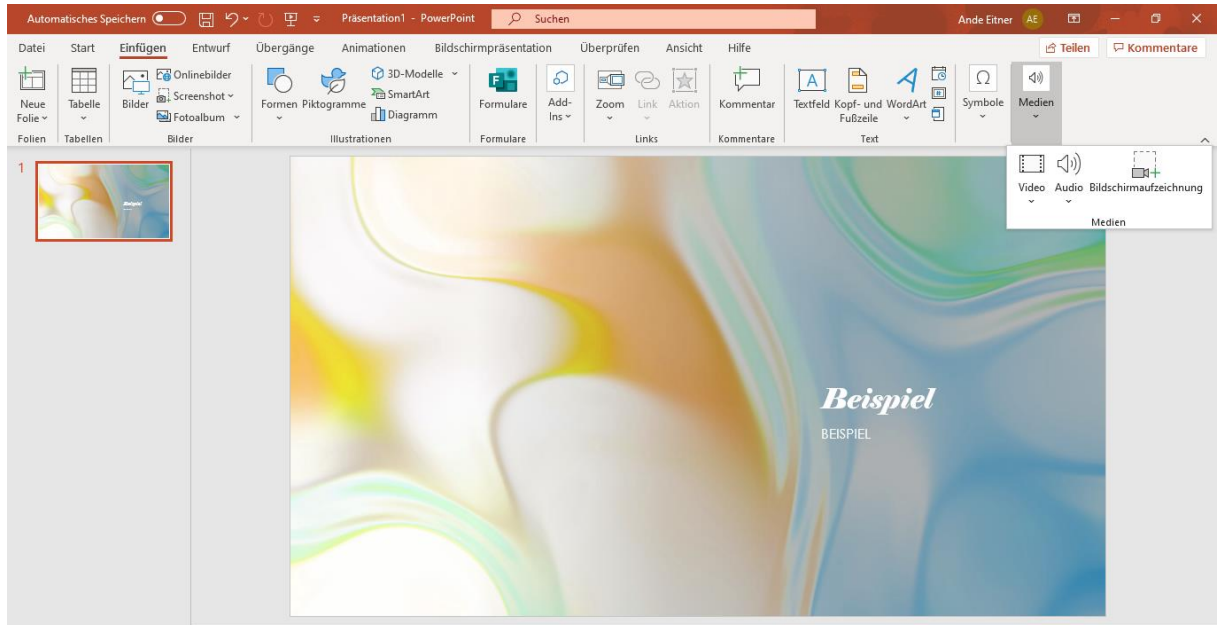 Automatisches Speichern
Präsentation1 - PowerPoint
Suchen
Ande Eitner
AE
Datei Start Einfügen Entwurf Übergänge Animationen Bildschirmpräsentation Überprüfen Ansicht Hilfe
Teilen
Kommentare
Neue
Folie
Folien
Tabelle
Tabellen
Bilder
Onlinebilder
Screenshot
Fotoalbum
Bilder
Formen
Piktogramme
3D-Modelle
SmartArt
Diagramm
Illustrationen
Formulare
Formulare
Add-
Ins
Zoom
Link
Aktion
Links
Kommentar
Kommentare
Textfeld
Kopf- und
Fußzeile
WordArt
Text
Symbole
Medien
Video
Audio
Bildschirmaufzeichnung
Medien
1
Beispiel
Beispiel
BEISPIEL